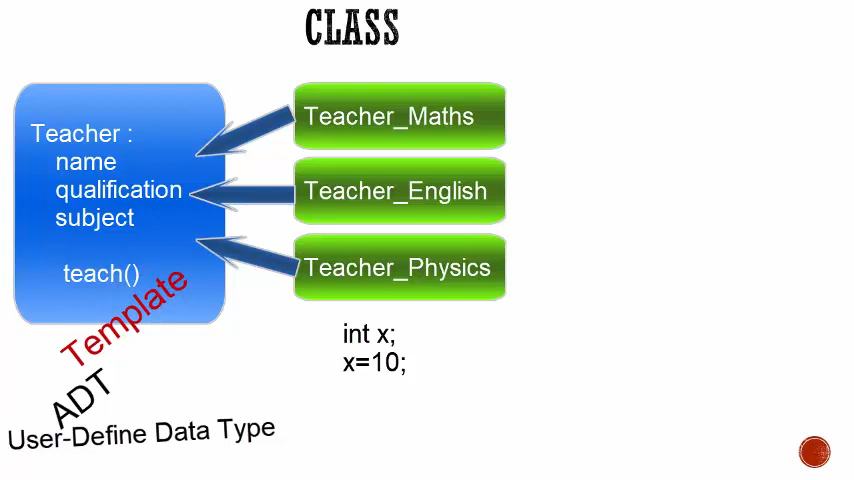 CLASS
Teacher :
name
qualification
subject
teach()
Teacher_Maths
Teacher_English
Teacher_Physics
int x;
x=10;
Template
ADT
User-Define Data Type